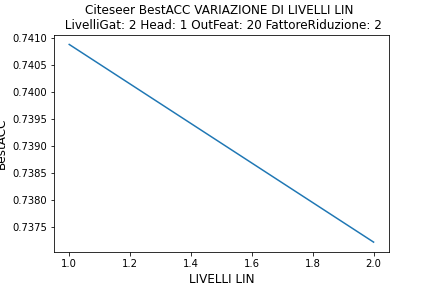 Citeseer BestACC VARIAZIONE DI LIVELLI LIN
LivelliGat: 2 Head: 1 OutFeat: 20 FattoreRiduzione: 2
BestACC
0.7410
0.7405
0.7400
0.7395
0.7390
0.7385
0.7380
0.7375
1.0 1.2 1.4 1.6 1.8 2.0
LIVELLI LIN